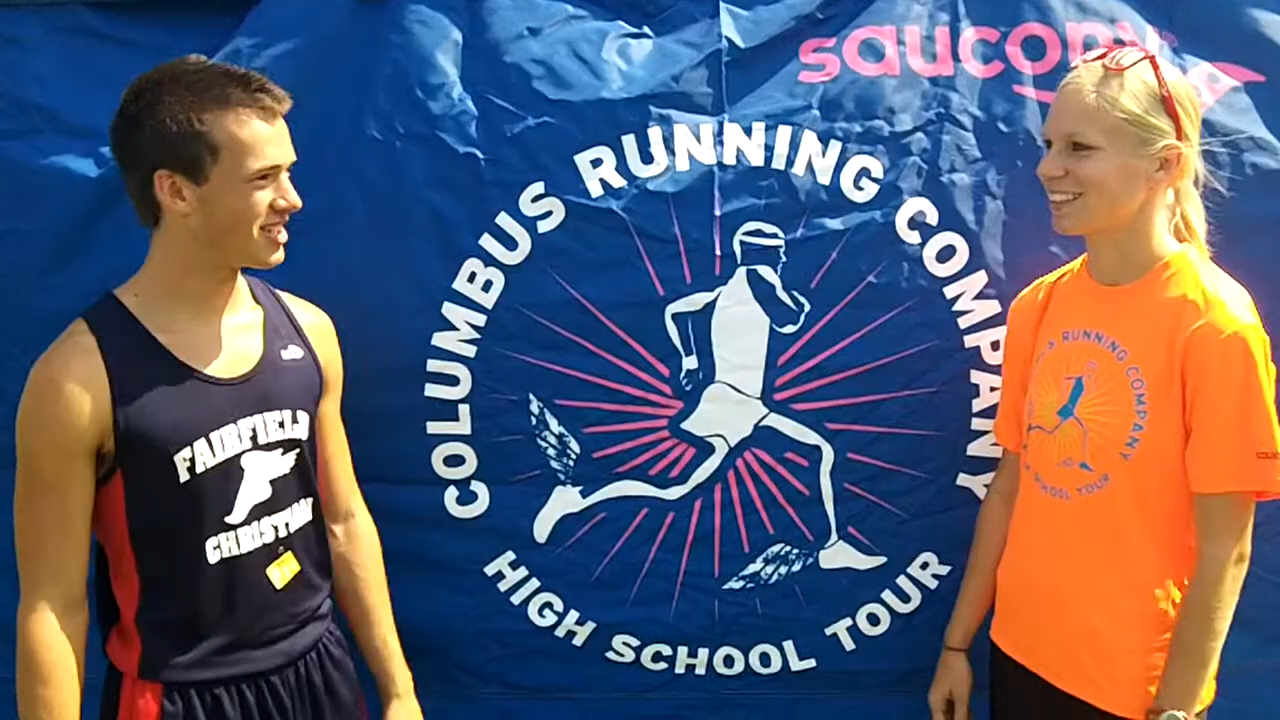 saucony
COLUMBUS RUNNING COMPANY
HIGH SCHOOL TOUR
FAIRFIELD
CHRISTIAN
RUNNING COMPANY
SCHOOL TOUR